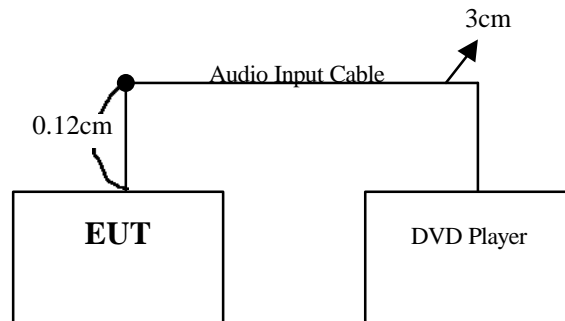 3cm
Audio Input Cable
0.12cm
EUT
DVD Player